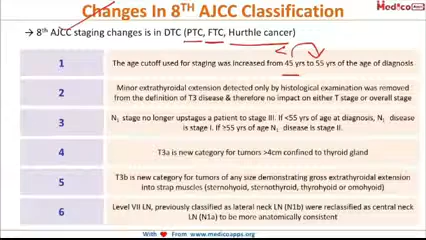 Changes In 8TH AJCC Classification
Medico Apps
→ 8th AJCC staging changes is in DTC (PTC, FTC, Hurthle cancer)
1
The age cutoff used for staging was increased from 45 yrs to 55 yrs of the age of diagnosis
2
Minor extrathyroidal extension detected only by histological examination was removed
from the definition of T3 disease & therefore no impact on either T stage or overall stage
3
N1 stage no longer upstages a patient to stage III. If <55 yrs of age at diagnosis, N1 disease
is stage I. If ≥55 yrs of age N1 disease is stage II.
4
T3a is new category for tumors >4cm confined to thyroid gland
5
T3b is new category for tumors of any size demonstrating gross extrathyroidal extension
into strap muscles (sternohyoid, sternothyroid, thyrohyoid or omohyoid)
6
Level VII LN, previously classified as lateral neck LN (N1b) were reclassified as central neck
LN (N1a) to be more anatomically consistent
With ❤ From www.medicoapps.org